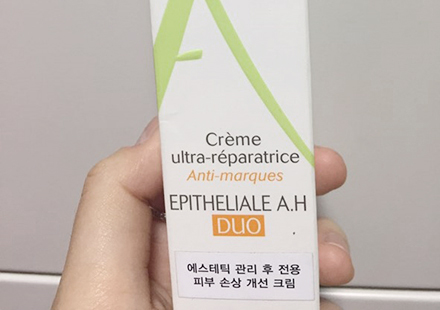 Crème
ultra-réparatrice
Anti-marques
EPITHELIALE A.H
DUO
에스테틱 관리 후 전용
피부 손상 개선 크림